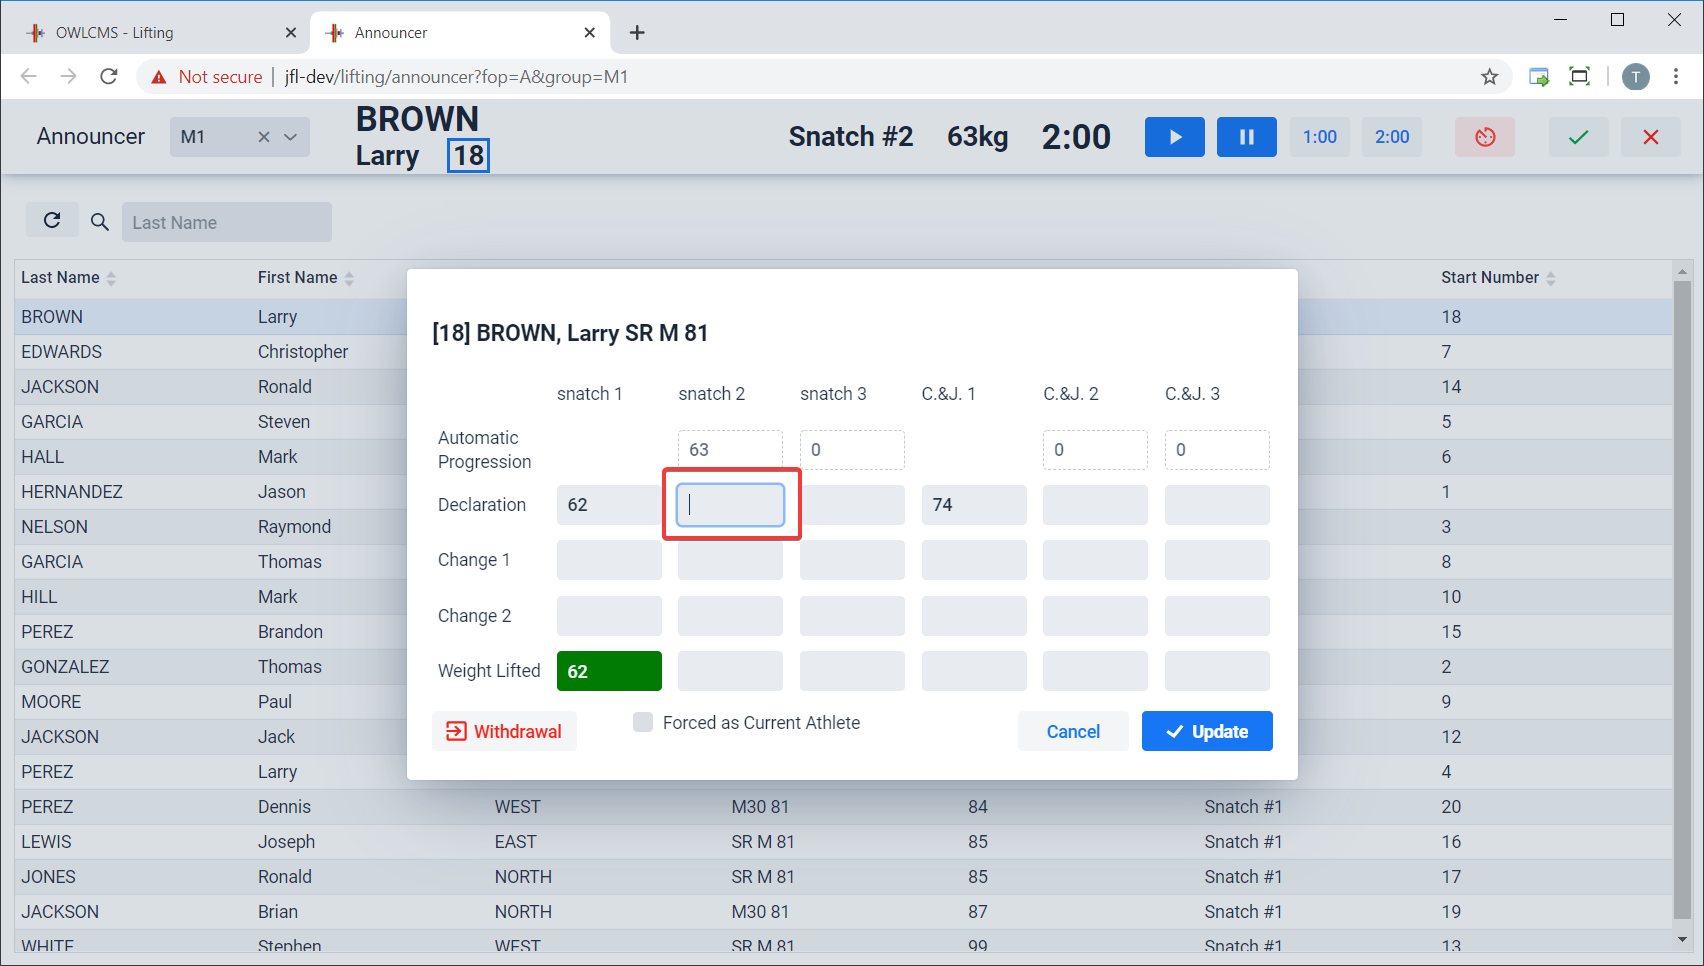 OWLCMS - Lifting
Announcer
Not secure | jfl-dev/lifting/announcer?fop=A&group=M1
T
Announcer
M1
BROWN
Larry 18
Snatch #2 63kg 2:00
1:00 2:00
Last Name
Last Name First Name Start Number
BROWN Larry 18
EDWARDS Christopher 7
JACKSON Ronald 14
GARCIA Steven 5
HALL Mark 6
HERNANDEZ Jason 1
NELSON Raymond 3
GARCIA Thomas 8
HILL Mark 10
PEREZ Brandon 15
GONZALEZ Thomas 2
MOORE Paul 9
JACKSON Jack 12
PEREZ Larry 4
PEREZ Dennis WEST M30 81 84 Snatch #1 20
LEWIS Joseph EAST SR M 81 85 Snatch #1 16
JONES Ronald NORTH SR M 81 85 Snatch #1 17
JACKSON Brian NORTH M30 81 87 Snatch #1 19
WHITE Stephen WEST SR M 81 99 Snatch #1 13
[18] BROWN, Larry SR M 81
snatch 1 snatch 2 snatch 3 C.&J. 1 C.&J. 2 C.&J. 3
Automatic
Progression 63 0 0 0
Declaration 62 74
Change 1
Change 2
Weight Lifted 62
Withdrawal
Forced as Current Athlete
Cancel
Update